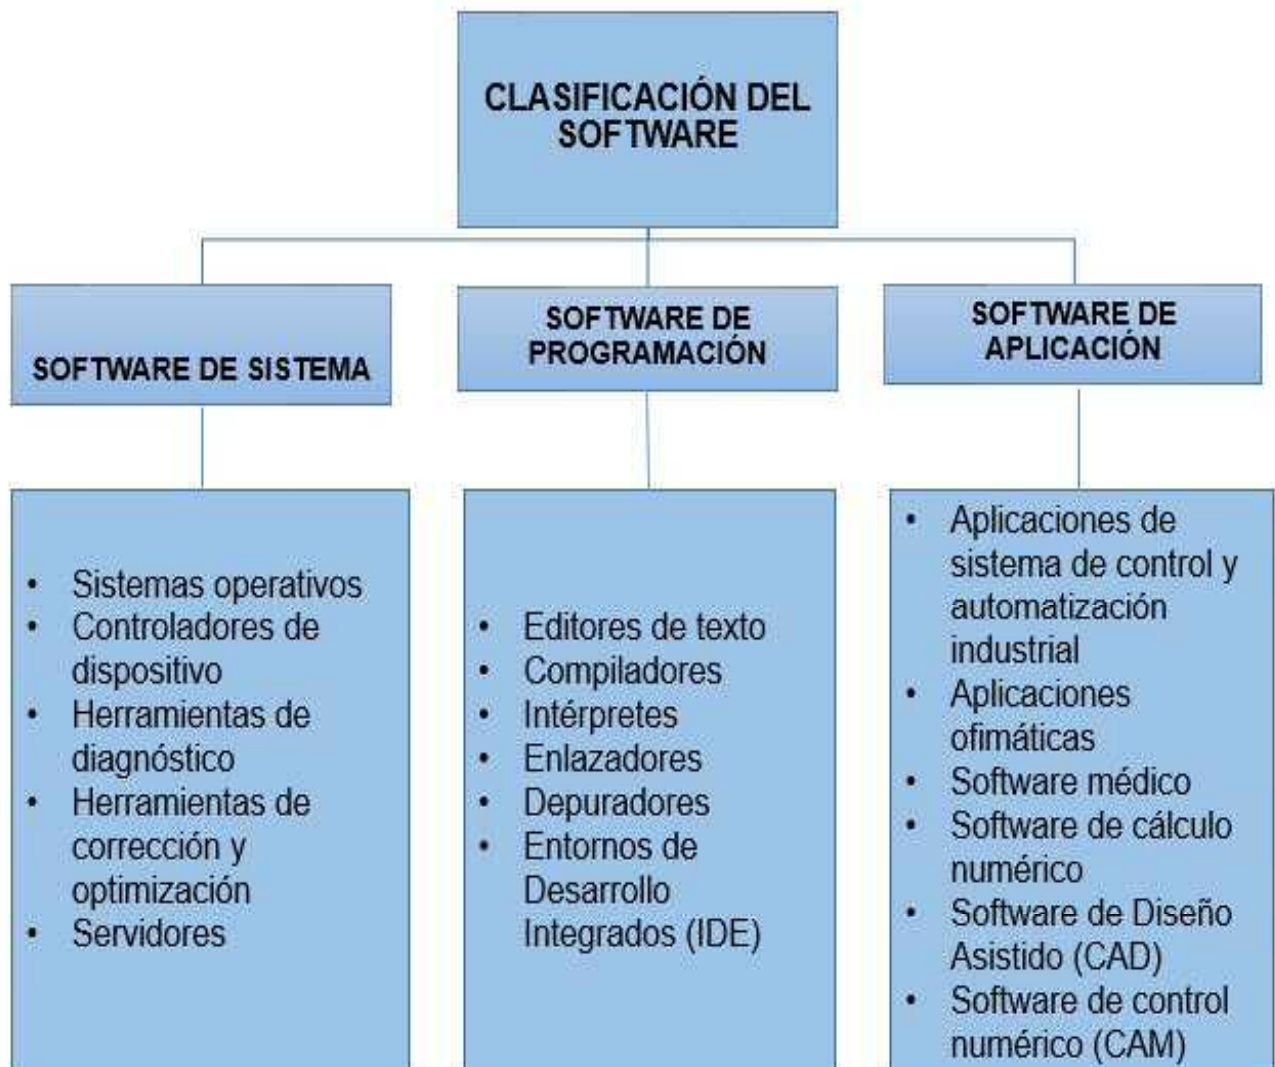 CLASIFICACIÓN DEL
SOFTWARE
SOFTWARE DE SISTEMA
SOFTWARE DE
PROGRAMACIÓN
SOFTWARE DE
APLICACIÓN
• Sistemas operativos
• Controladores de
dispositivo
• Herramientas de
diagnóstico
• Herramientas de
corrección y
optimización
• Servidores
• Editores de texto
• Compiladores
• Intérpretes
• Enlazadores
• Depuradores
• Entornos de
Desarrollo
Integrados (IDE)
• Aplicaciones de
sistema de control y
automatización
industrial
• Aplicaciones
ofimáticas
• Software médico
• Software de cálculo
numérico
• Software de Diseño
Asistido (CAD)
• Software de control
numérico (CAM)